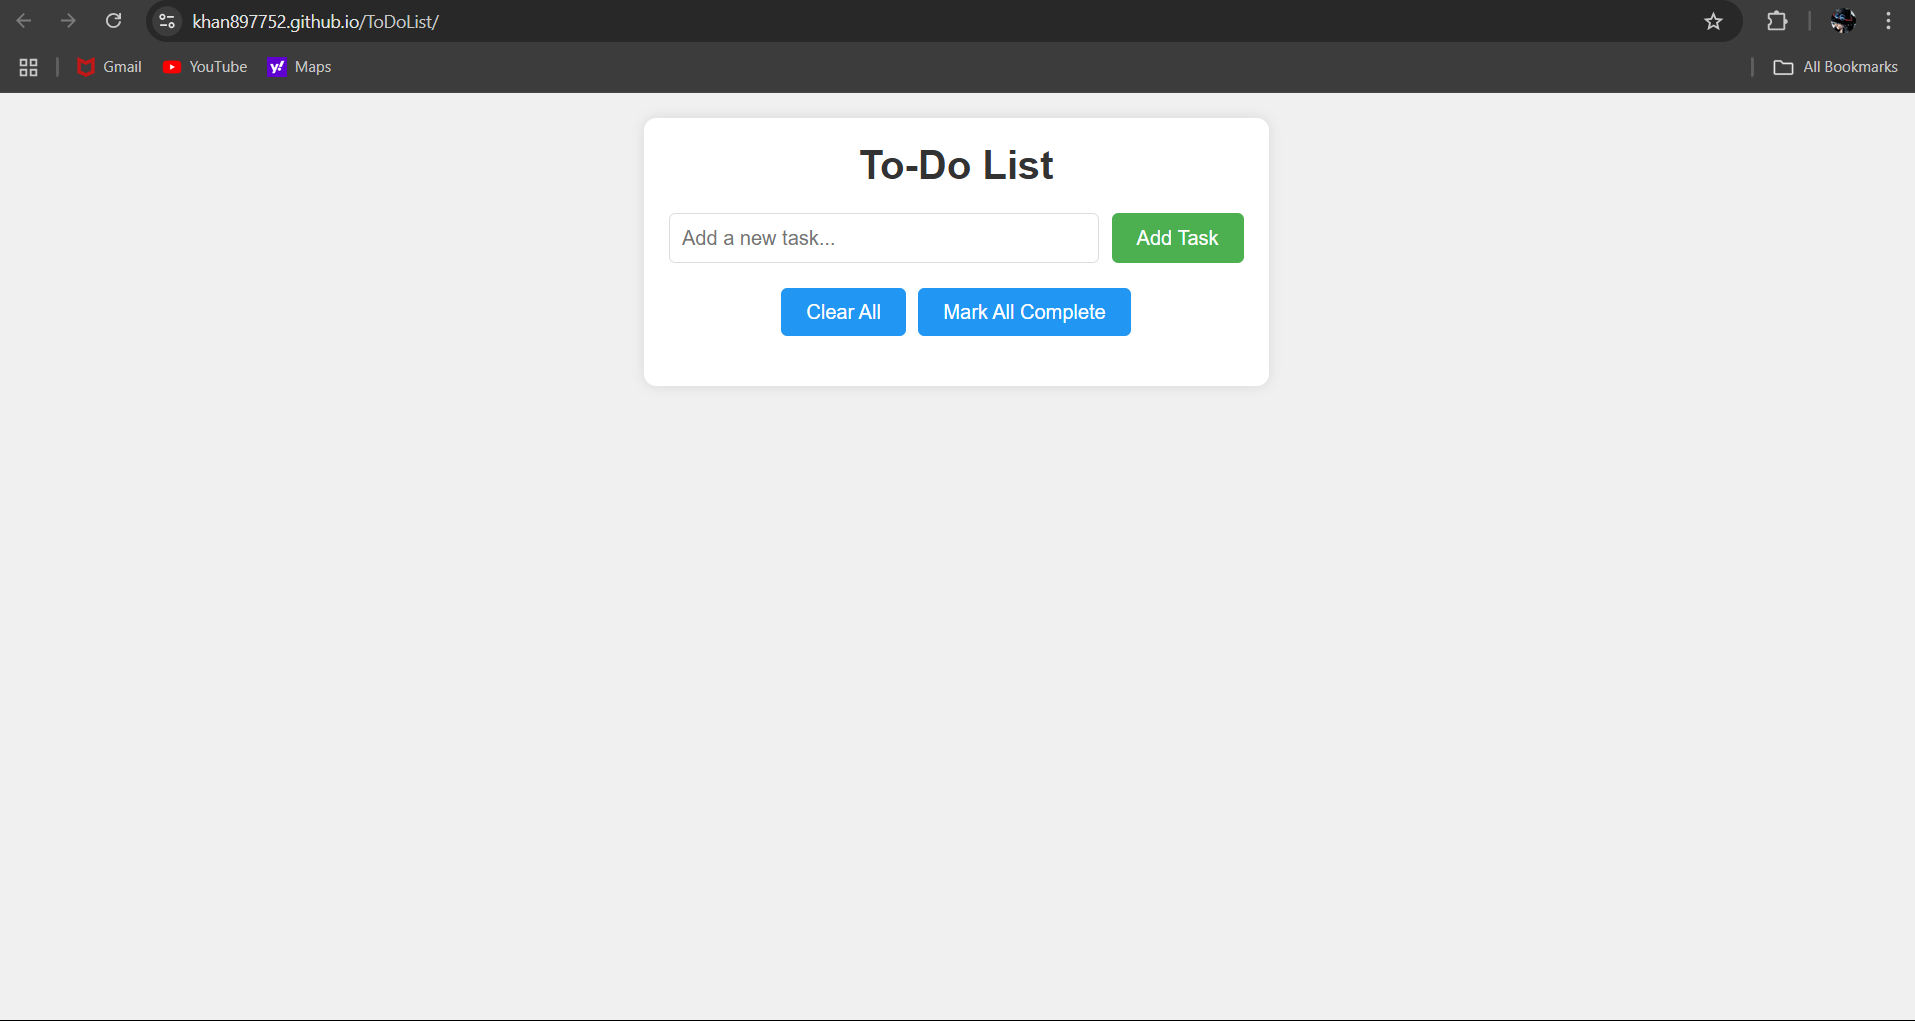 khan897752.github.io/ToDoList/
Gmail YouTube Maps All Bookmarks
To-Do List
Add a new task... Add Task
Clear All Mark All Complete